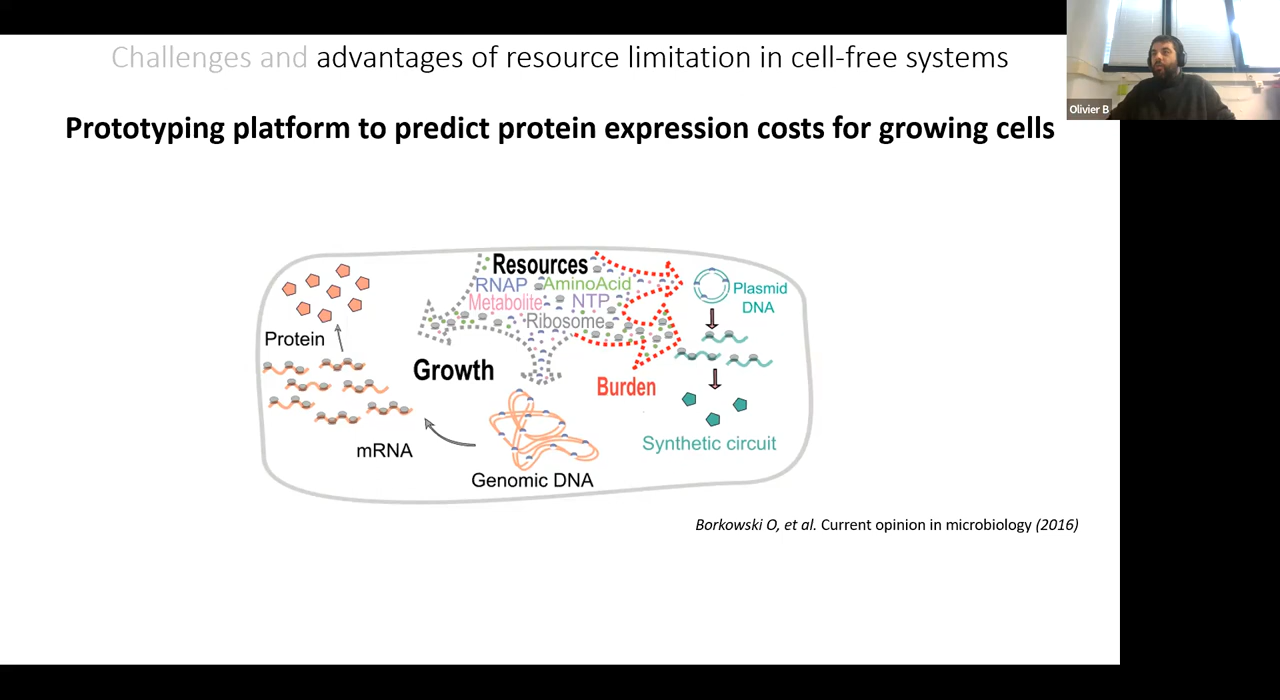 Challenges and advantages of resource limitation in cell-free systems
Olivier B
Prototyping platform to predict protein expression costs for growing cells
Resources
RNAP AminoAcid
Metabolite NTP
Ribosome
Plasmid
DNA
Protein
Growth
Burden
mRNA
Synthetic circuit
Genomic DNA
Borkowski O, et al. Current opinion in microbiology (2016)